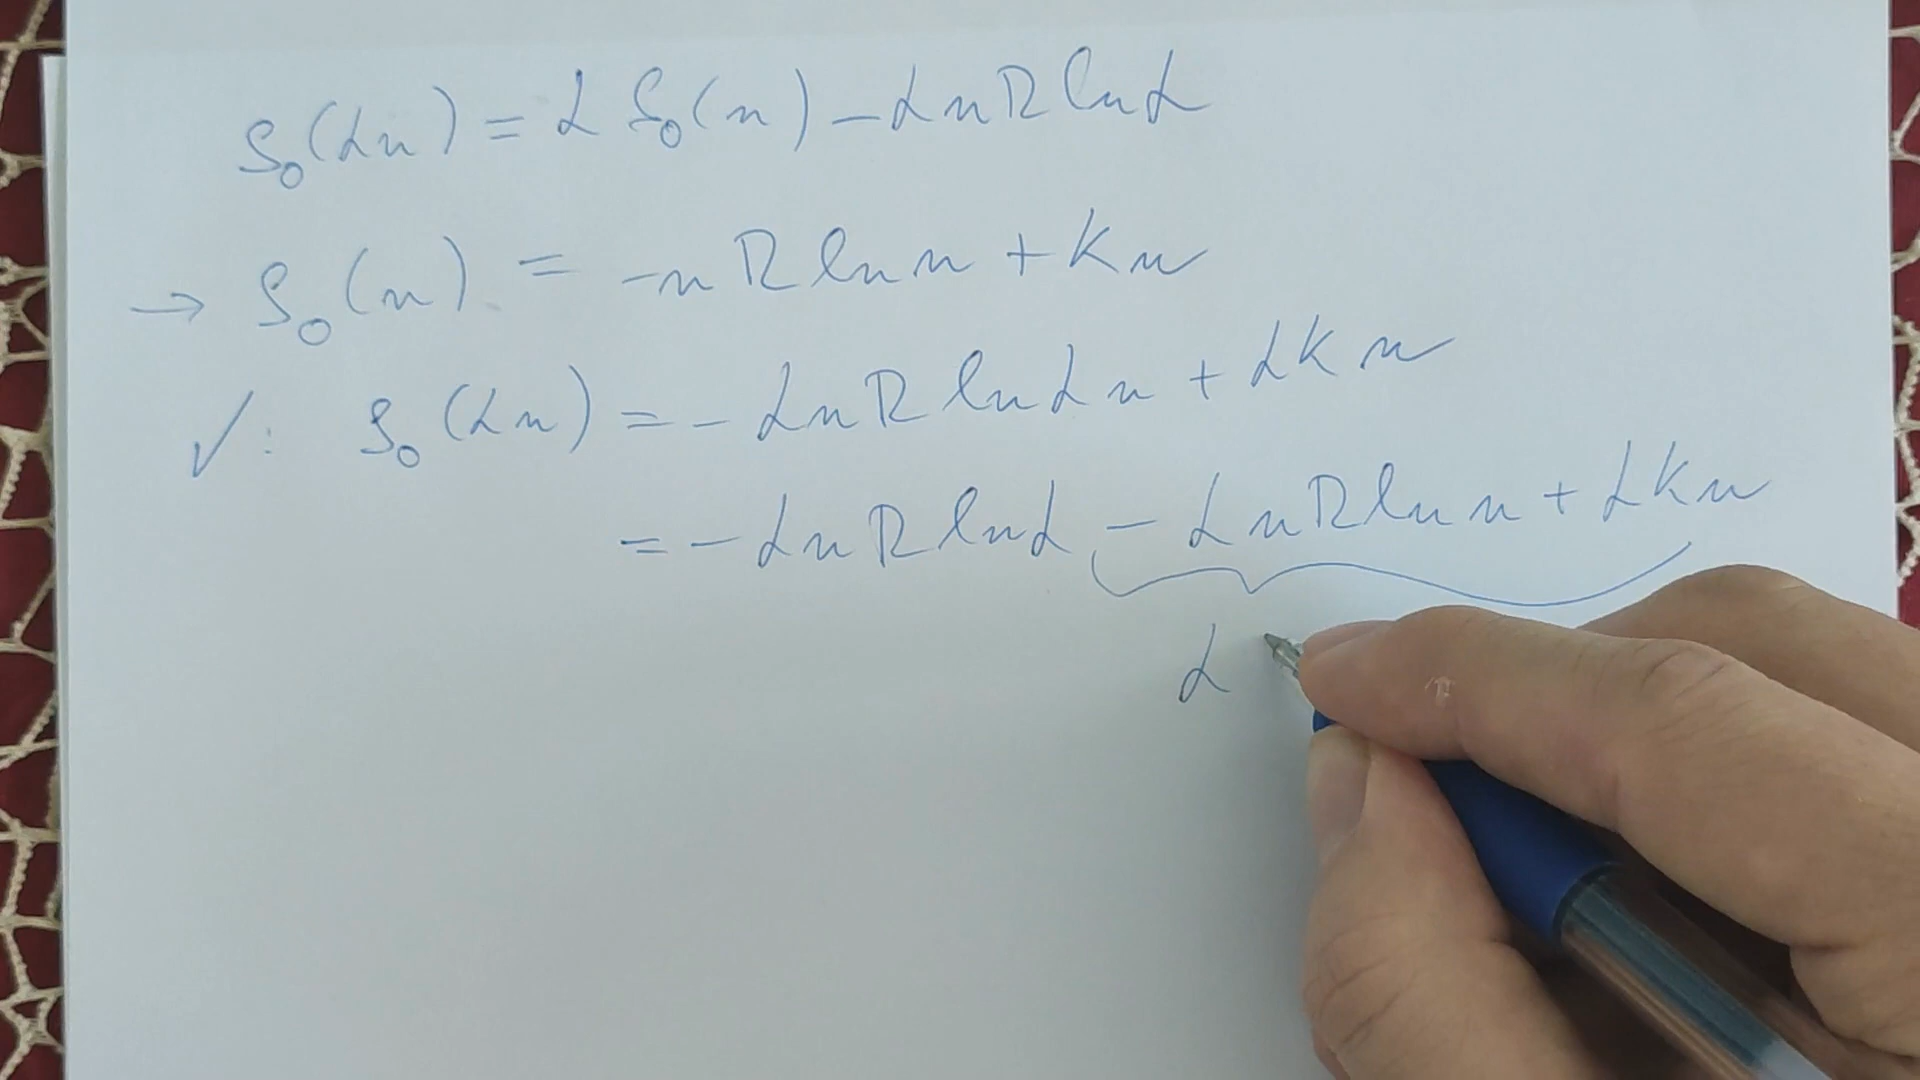 S₀(αn) = α S₀(n) – αnR ln α
→ S₀(n) = -nR ln n + kn
✓: S₀(αn) = - αnR ln αn + αkn
= - αnR ln α – αnR ln n + αkn
α